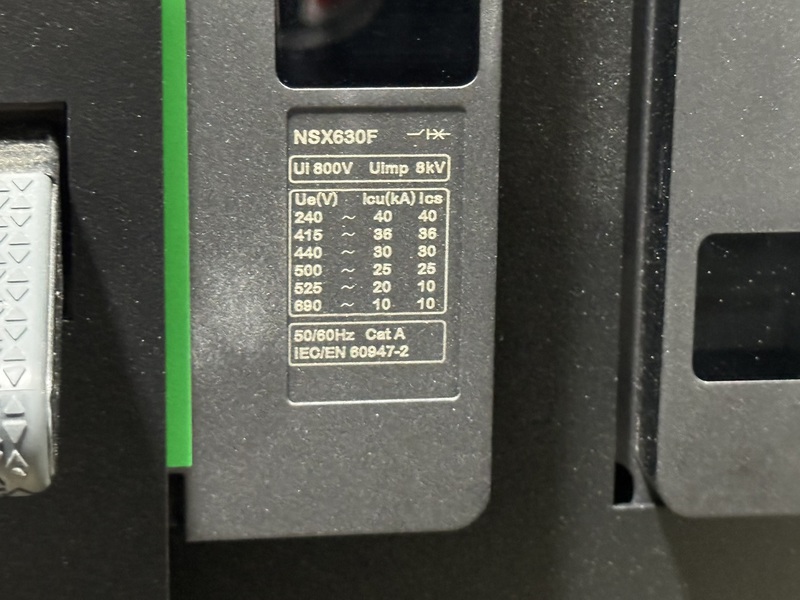 NSX630F
Ui 800V Uimp 8kV
Ue(V) Icu(kA) Ics
240 ~ 40 40
415 ~ 36 36
440 ~ 30 30
500 ~ 25 25
525 ~ 20 10
690 ~ 10 10
50/60Hz Cat A
IEC/EN 60947-2